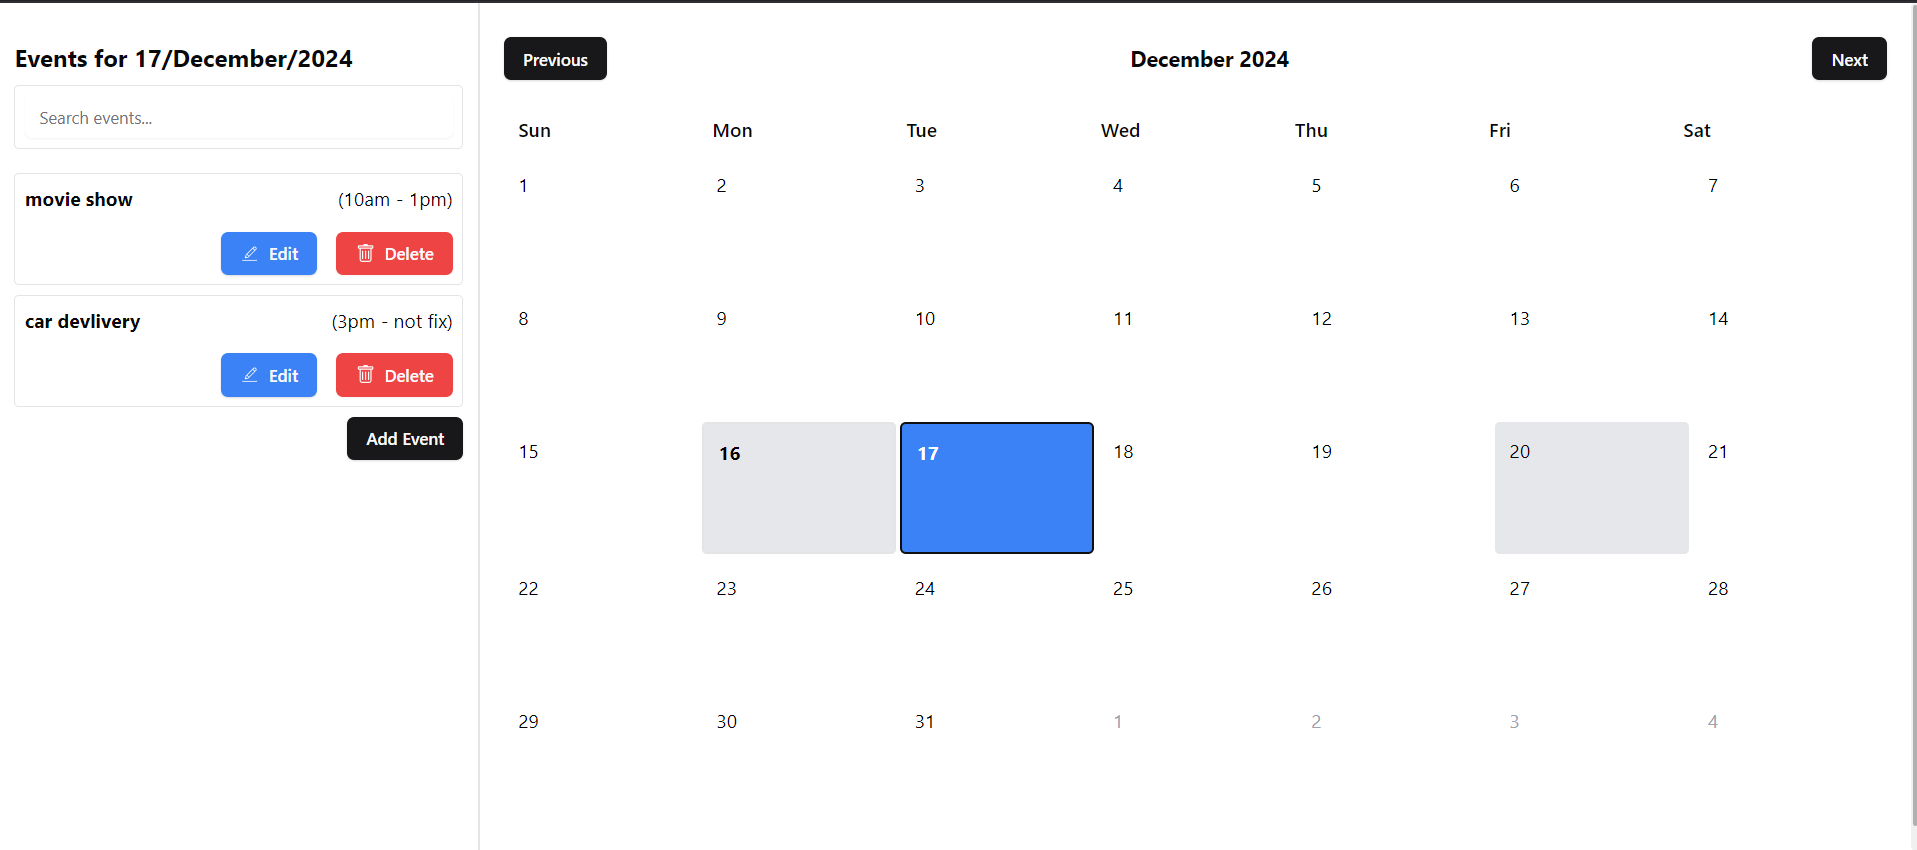 Events for 17/December/2024
Search events...
movie show (10am - 1pm)
Edit Delete
car devlivery (3pm - not fix)
Edit Delete
Add Event
Previous December 2024 Next
Sun Mon Tue Wed Thu Fri Sat
1 2 3 4 5 6 7
8 9 10 11 12 13 14
15 16 17 18 19 20 21
22 23 24 25 26 27 28
29 30 31 1 2 3 4